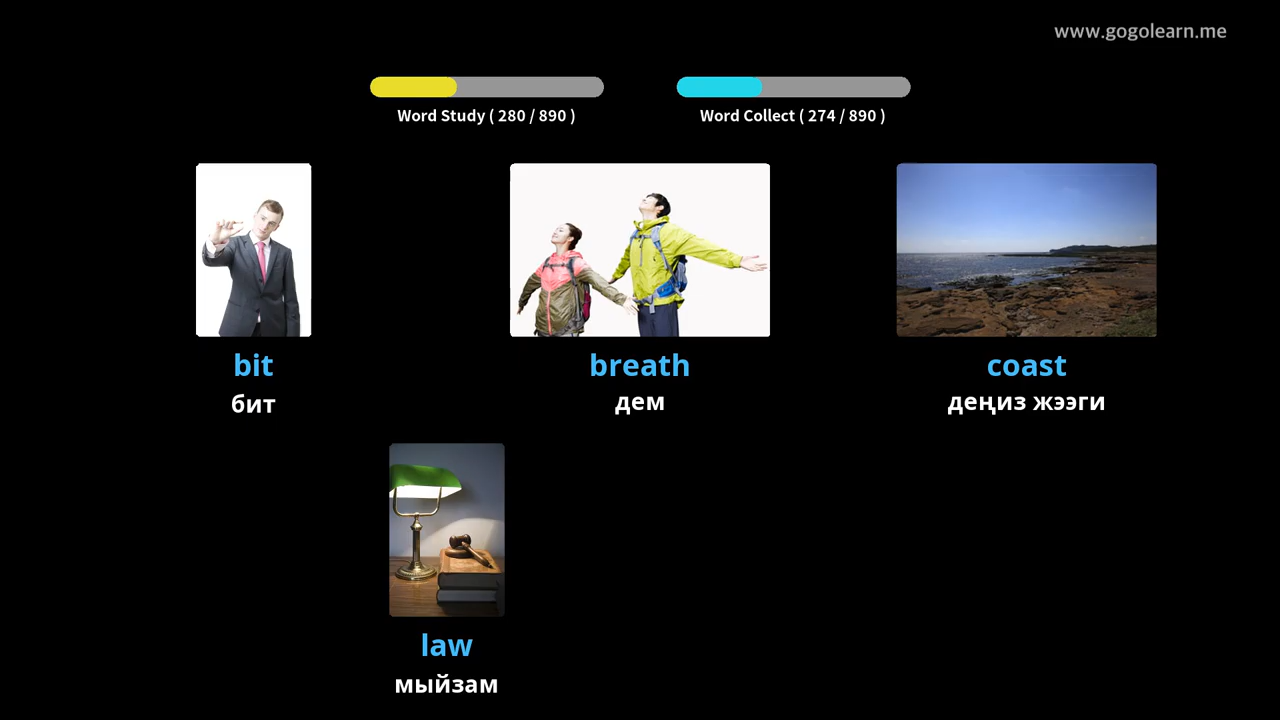 www.gogolearn.me
Word Study ( 280 / 890 )
Word Collect ( 274 / 890 )
bit
бит
breath
дем
coast
деңиз жээги
law
мыйзам